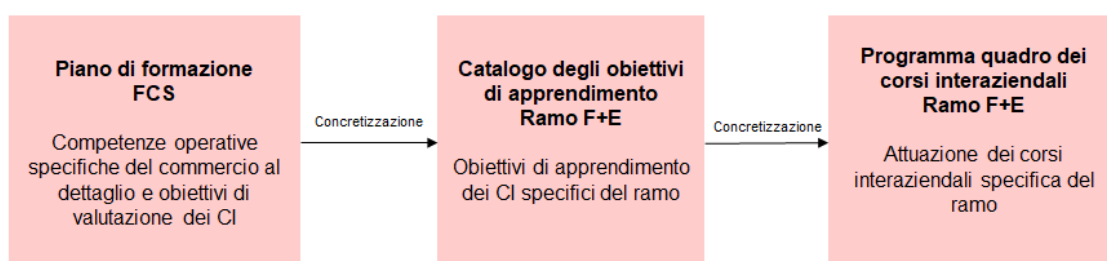 Piano di formazione
FCS
Competenze operative
specifiche del commercio al
dettaglio e obiettivi di
valutazione dei CI
Concretizzazione
Catalogo degli obiettivi
di apprendimento
Ramo F+E
Obiettivi di apprendimento
dei CI specifici del ramo
Concretizzazione
Programma quadro dei
corsi interaziendali
Ramo F+E
Attuazione dei corsi
interaziendali specifica del
ramo